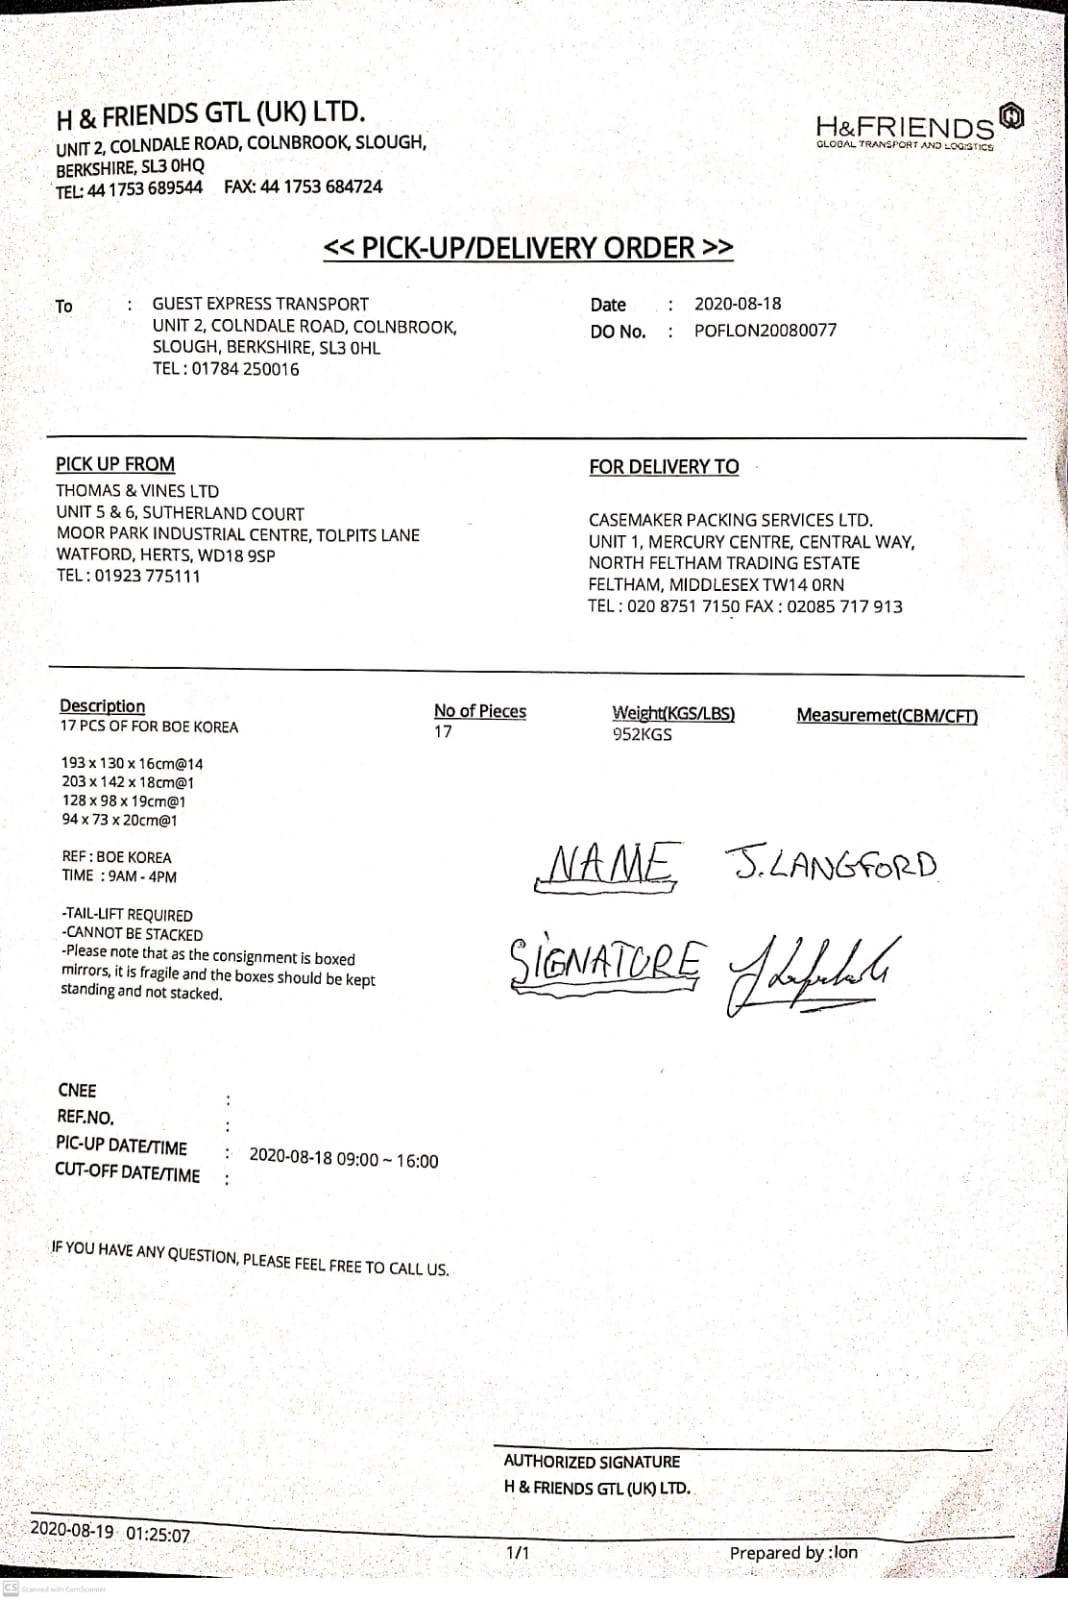 H & FRIENDS GTL (UK) LTD.
UNIT 2, COLNDALE ROAD, COLNBROOK, SLOUGH,
BERKSHIRE, SL3 0HQ
TEL: 44 1753 689544 FAX: 44 1753 684724
H&FRIENDS
GLOBAL TRANSPORT AND LOGISTICS
<< PICK-UP/DELIVERY ORDER >>
To : GUEST EXPRESS TRANSPORT
UNIT 2, COLNDALE ROAD, COLNBROOK,
SLOUGH, BERKSHIRE, SL3 0HL
TEL : 01784 250016
Date : 2020-08-18
DO No. : POFLON20080077
PICK UP FROM
THOMAS & VINES LTD
UNIT 5 & 6, SUTHERLAND COURT
MOOR PARK INDUSTRIAL CENTRE, TOLPITS LANE
WATFORD, HERTS, WD18 9SP
TEL : 01923 775111
FOR DELIVERY TO
CASEMAKER PACKING SERVICES LTD.
UNIT 1, MERCURY CENTRE, CENTRAL WAY,
NORTH FELTHAM TRADING ESTATE
FELTHAM, MIDDLESEX TW14 0RN
TEL : 020 8751 7150 FAX : 02085 717 913
Description No of Pieces Weight(KGS/LBS) Measuremet(CBM/CFT)
17 PCS OF FOR BOE KOREA 17 952KGS
193 x 130 x 16cm@14
203 x 142 x 18cm@1
128 x 98 x 19cm@1
94 x 73 x 20cm@1
REF : BOE KOREA
TIME : 9AM - 4PM
-TAIL-LIFT REQUIRED
-CANNOT BE STACKED
-Please note that as the consignment is boxed
mirrors, it is fragile and the boxes should be kept
standing and not stacked.
NAME J.LANGFORD
SIGNATURE
CNEE :
REF.NO. :
PIC-UP DATE/TIME : 2020-08-18 09:00 ~ 16:00
CUT-OFF DATE/TIME :
IF YOU HAVE ANY QUESTION, PLEASE FEEL FREE TO CALL US.
AUTHORIZED SIGNATURE
H & FRIENDS GTL (UK) LTD.
2020-08-19 01:25:07
1/1
Prepared by :lon
CS Scanned with CamScanner